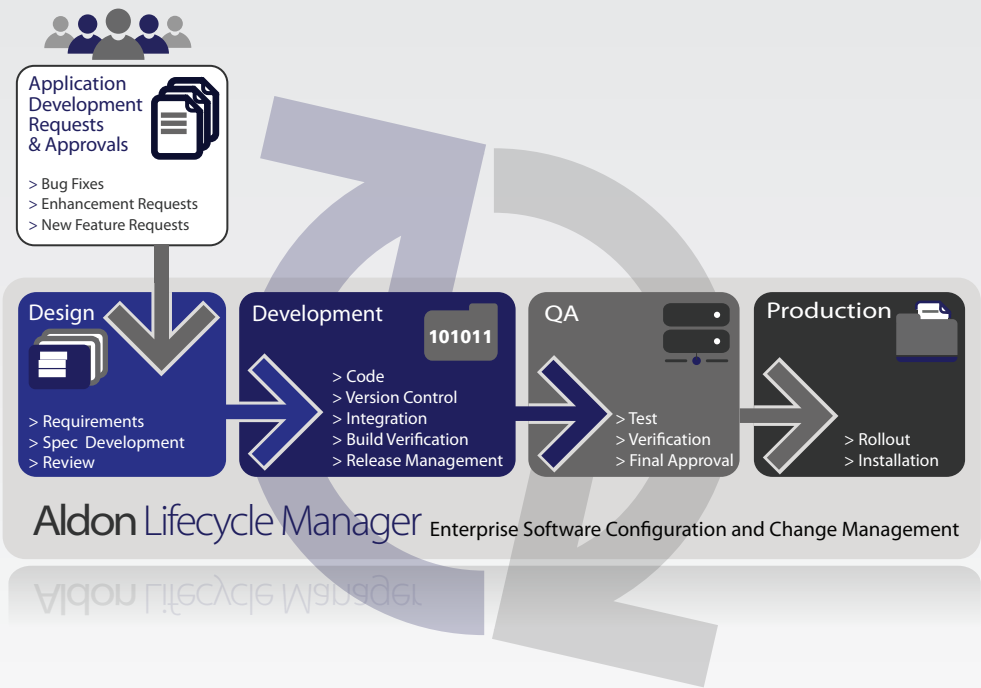 Application
Development
Requests
& Approvals
> Bug Fixes
> Enhancement Requests
> New Feature Requests
Design
> Requirements
> Spec Development
> Review
Development
101011
> Code
> Version Control
> Integration
> Build Verification
> Release Management
QA
> Test
> Verification
> Final Approval
Production
> Rollout
> Installation
Aldon Lifecycle Manager Enterprise Software Configuration and Change Management
Aldon Lifecycle Manager